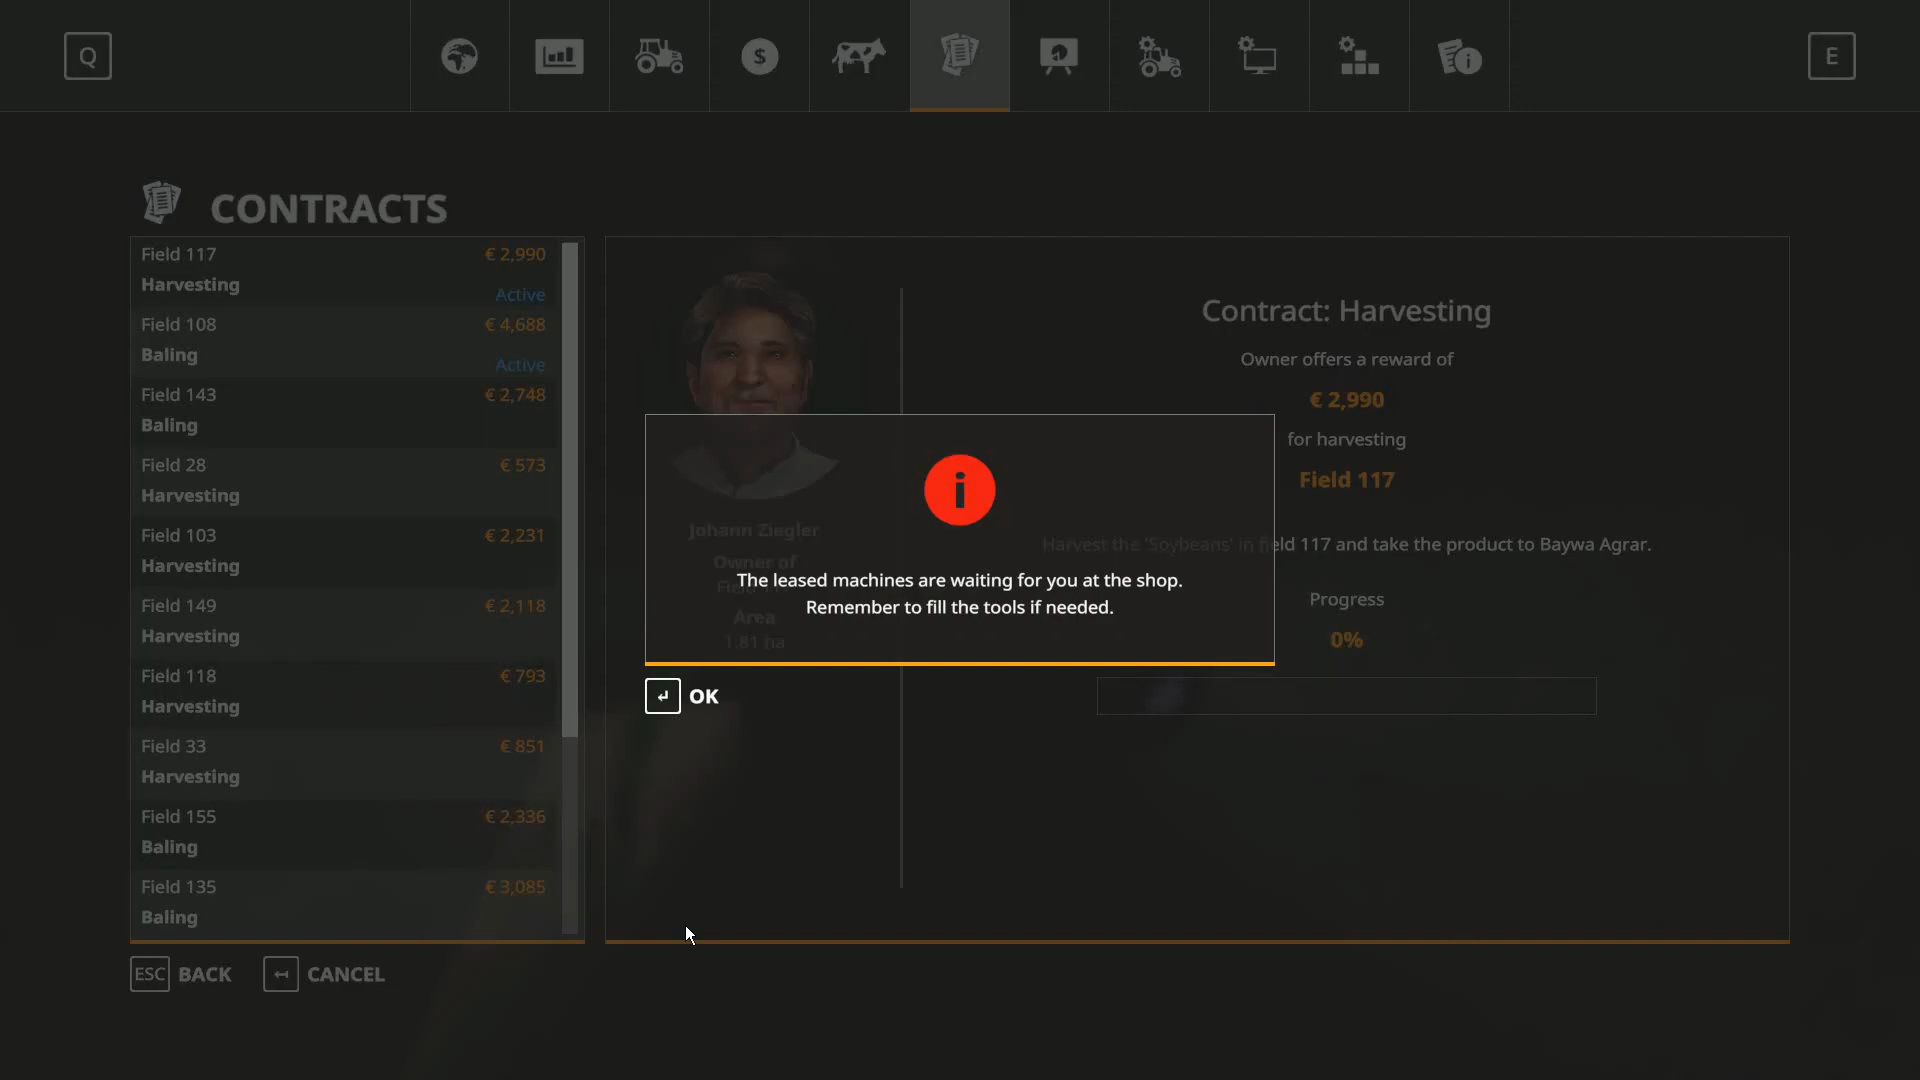 Q
$
E
CONTRACTS
Field 117 € 2,990
Harvesting
Active
Field 108 € 4,688
Baling
Active
Field 143 € 2,748
Baling
Field 28 € 573
Harvesting
Field 103 € 2,231
Harvesting
Field 149 € 2,118
Harvesting
Field 118 € 793
Harvesting
Field 33 € 851
Harvesting
Field 155 € 2,336
Baling
Field 135 € 3,085
Baling
Johann Ziegler
Owner of
Area
1.81 ha
Contract: Harvesting
Owner offers a reward of
€ 2,990
for harvesting
Field 117
Harvest the 'Soybeans' in field 117 and take the product to Baywa Agrar.
Progress
0%
The leased machines are waiting for you at the shop.
Remember to fill the tools if needed.
OK
ESC BACK
CANCEL